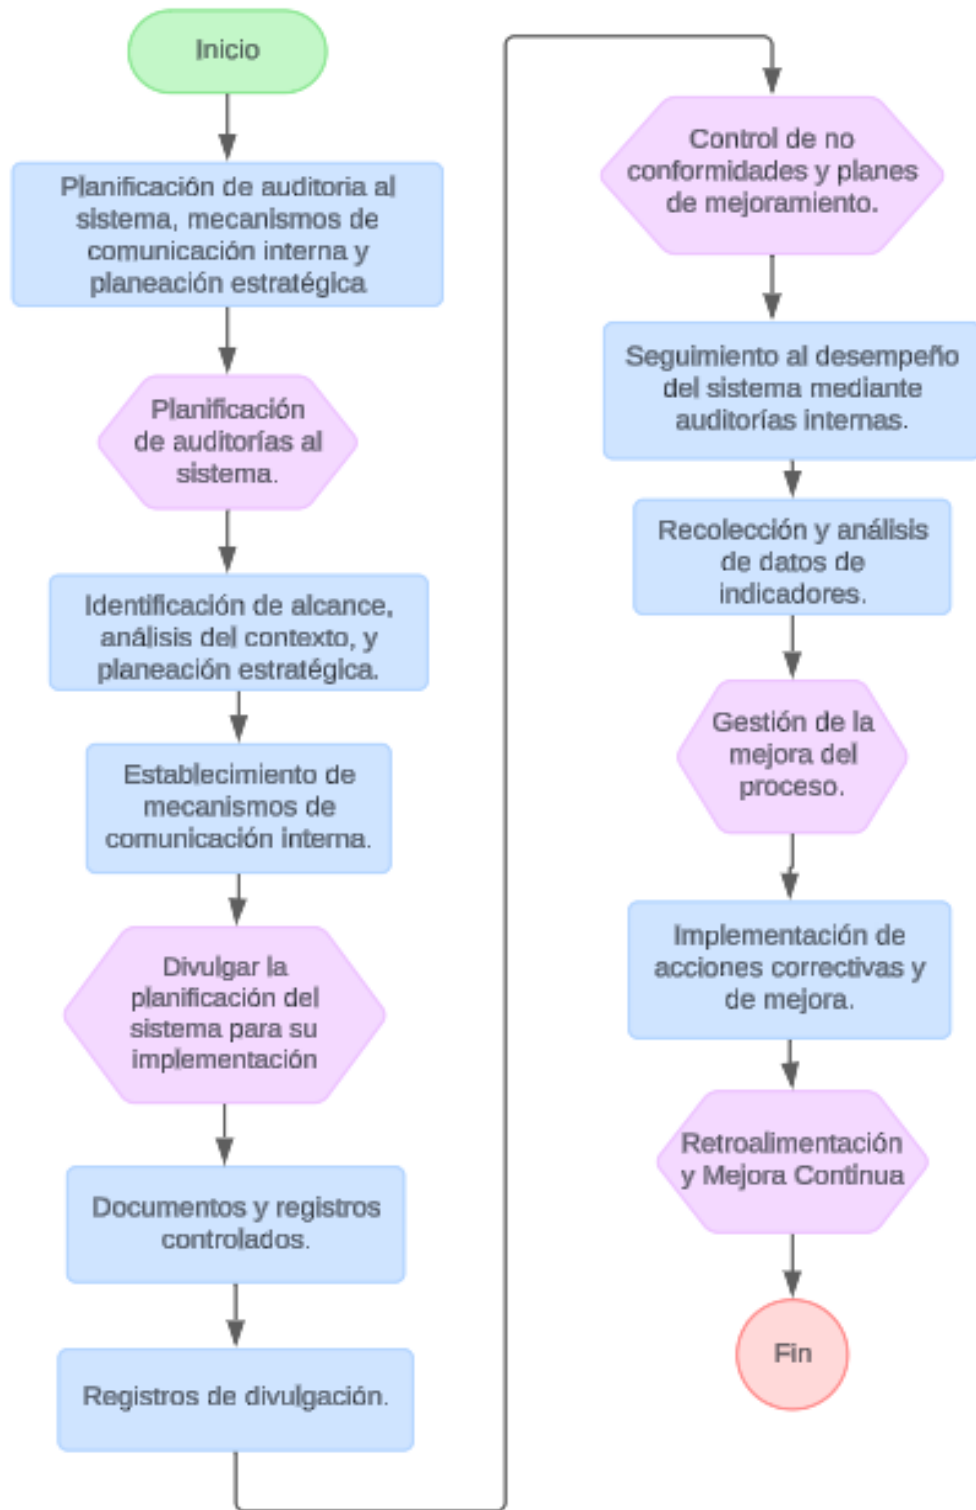 Inicio
Planificación de auditoria al
sistema, mecanismos de
comunicación interna y
planeación estratégica
Planificación
de auditorías al
sistema.
Identificación de alcance,
análisis del contexto, y
planeación estratégica.
Establecimiento de
mecanismos de
comunicación interna.
Divulgar la
planificación del
sistema para su
implementación
Documentos y registros
controlados.
Registros de divulgación.
Control de no
conformidades y planes
de mejoramiento.
Seguimiento al desempeño
del sistema mediante
auditorías internas.
Recolección y análisis
de datos de
indicadores.
Gestión de la
mejora del
proceso.
Implementación de
acciones correctivas y
de mejora.
Retroalimentación
y Mejora Continua
Fin